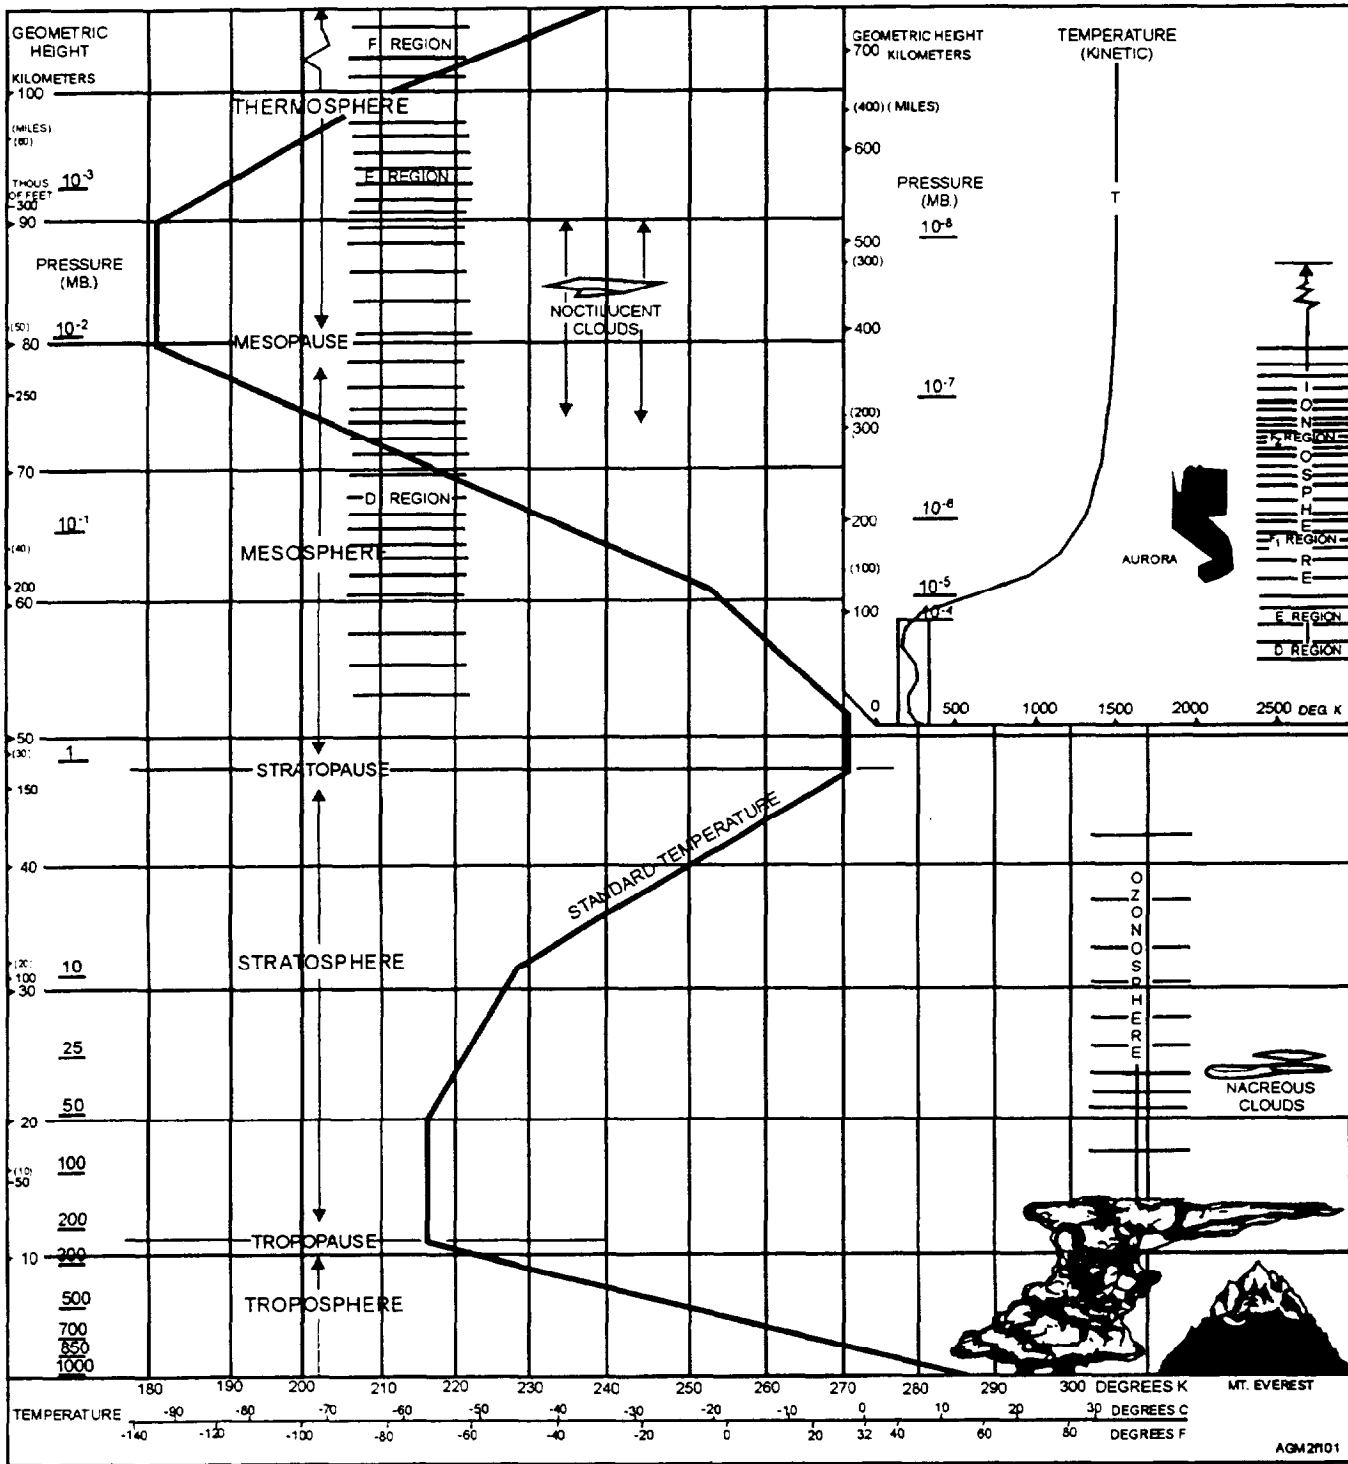 GEOMETRIC
HEIGHT
KILOMETERS
100
(MILES)
(60)
THOUS
OF FEET
10-3
300
90
PRESSURE
(MB.)
(50)
10-2
80
250
70
10-1
(40)
200
60
50
(30)
1
150
40
(20)
100
10
30
25
50
20
(10)
100
50
200
10
300
500
700
850
1000
F REGION
THERMOSPHERE
E REGION
NOCTILUCENT
CLOUDS
MESOPAUSE
D REGION
MESOSPHERE
STRATOPAUSE
STANDARD TEMPERATURE
STRATOSPHERE
TROPOPAUSE
TROPOSPHERE
GEOMETRIC HEIGHT
KILOMETERS
700
(400) (MILES)
600
500
(300)
400
(200)
300
200
(100)
100
PRESSURE
(MB.)
10-8
10-7
10-6
10-5
10-4
TEMPERATURE
(KINETIC)
T
AURORA
IONOSPHERE
F2 REGION
F1 REGION
E REGION
D REGION
0 500 1000 1500 2000 2500 DEG. K
OZONOSPHERE
NACREOUS
CLOUDS
MT. EVEREST
180 190 200 210 220 230 240 250 260 270 280 290 300 DEGREES K
TEMPERATURE -90 -80 -70 -60 -50 -40 -30 -20 -10 0 10 20 30 DEGREES C
-140 -120 -100 -80 -60 -40 -20 0 20 32 40 60 80 DEGREES F
AGM2f101